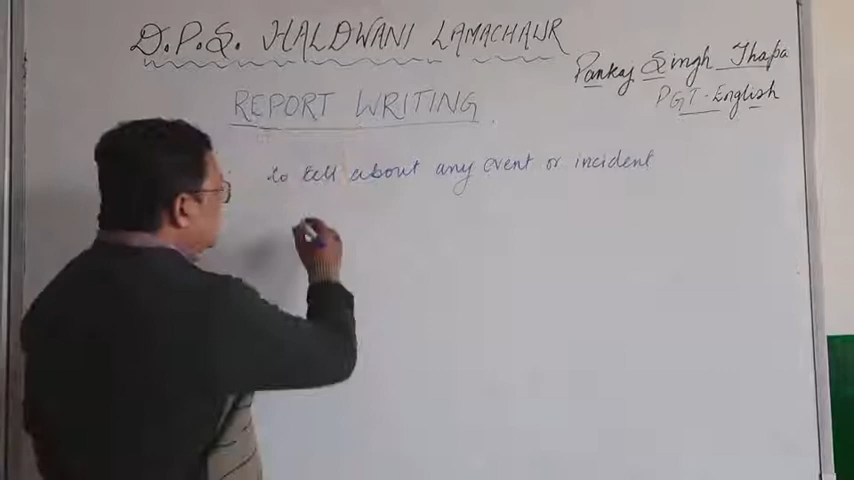 D.P.S. HALDWANI LAMACHAUR
Pankaj Singh Thapa
PGT-English
REPORT WRITING
to tell about any event or incident